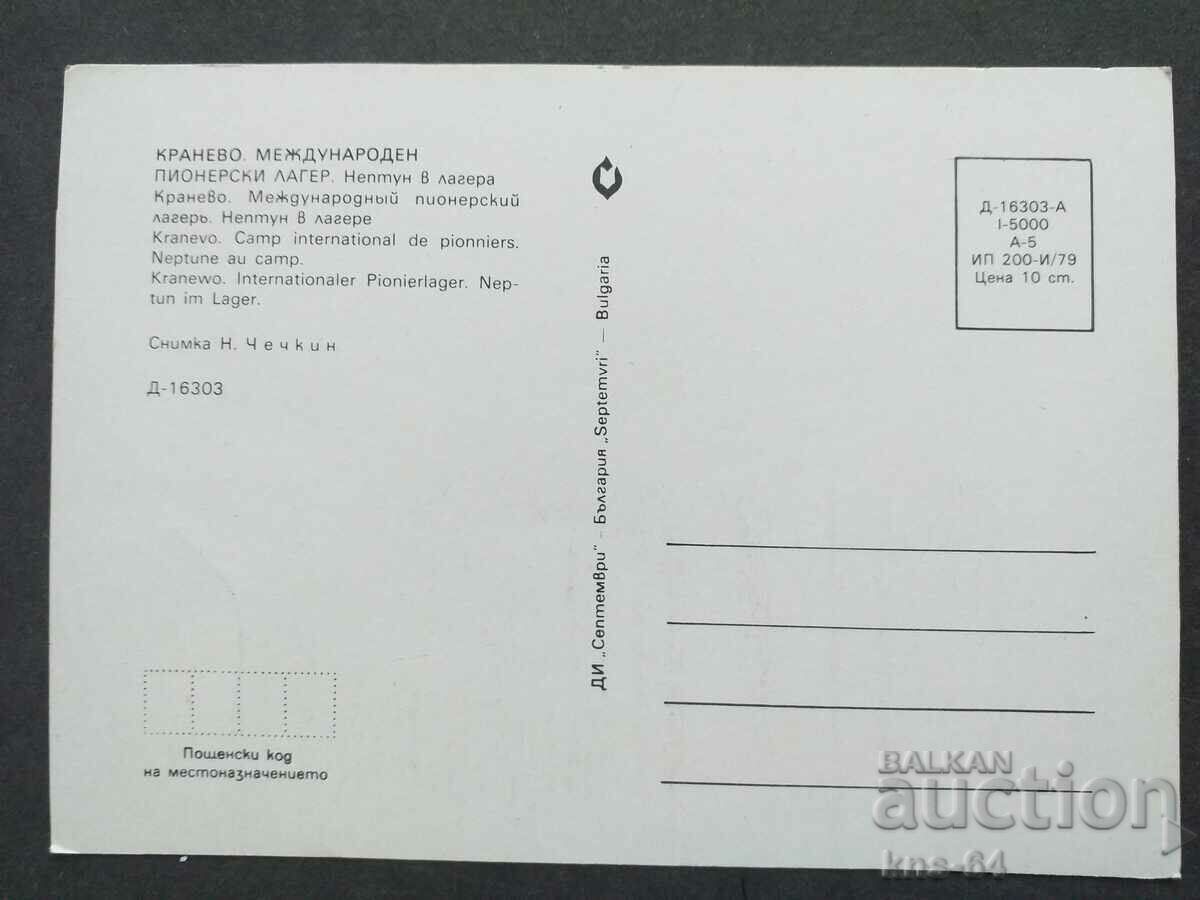 КРАНЕВО. МЕЖДУНАРОДЕН
ПИОНЕРСКИ ЛАГЕР. Нептун в лагера
Кранево. Международный пионерский
лагерь. Нептун в лагере
Kranevo. Camp international de pionniers.
Neptune au camp.
Kranewo. Internationaler Pionierlager. Nep-
tun im Lager.
Снимка Н. Чечкин
Д-16303
Пощенски код
на местоназначението
ДИ „Септември" - България „Septemvri" — Bulgaria
Д-16303-А
I-5000
А-5
ИП 200-И/79
Цена 10 ст.
BALKAN
auction
kns-64